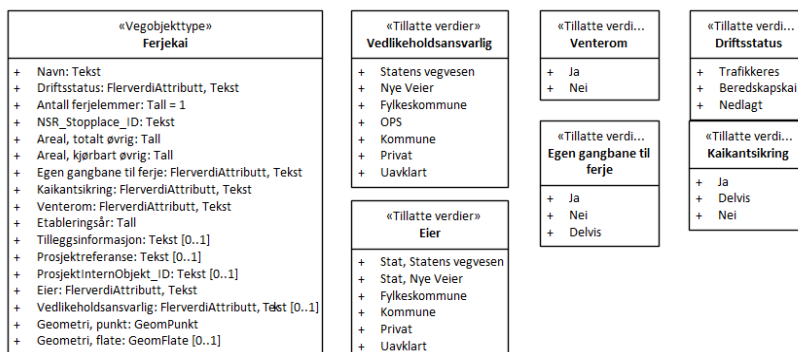 «Vegobjekttype»
Ferjekai
+ Navn: Tekst
+ Driftsstatus: FlerverdiAttributt, Tekst
+ Antall ferjelemmer: Tall = 1
+ NSR_Stopplace_ID: Tekst
+ Areal, totalt øvrig: Tall
+ Areal, kjørbart øvrig: Tall
+ Egen gangbane til ferje: FlerverdiAttributt, Tekst
+ Kaikantsikring: FlerverdiAttributt, Tekst
+ Venterom: FlerverdiAttributt, Tekst
+ Etableringsår: Tall
+ Tilleggsinformasjon: Tekst [0..1]
+ Prosjektreferanse: Tekst [0..1]
+ ProsjektInternObjekt_ID: Tekst [0..1]
+ Eier: FlerverdiAttributt, Tekst
+ Vedlikeholdsansvarlig: FlerverdiAttributt, Tekst [0..1]
+ Geometri, punkt: GeomPunkt
+ Geometri, flate: GeomFlate [0..1]
«Tillatte verdier»
Vedlikeholdsansvarlig
+ Statens vegvesen
+ Nye Veier
+ Fylkeskommune
+ OPS
+ Kommune
+ Privat
+ Uavklart
«Tillatte verdier»
Eier
+ Stat, Statens vegvesen
+ Stat, Nye Veier
+ Fylkeskommune
+ Kommune
+ Privat
+ Uavklart
«Tillatte verdi...
Venterom
+ Ja
+ Nei
«Tillatte verdi...
Egen gangbane til
ferje
+ Ja
+ Nei
+ Delvis
«Tillatte verdi...
Driftsstatus
+ Trafikkeres
+ Beredskapskai
+ Nedlagt
«Tillatte verdi...
Kaikantsikring
+ Ja
+ Delvis
+ Nei